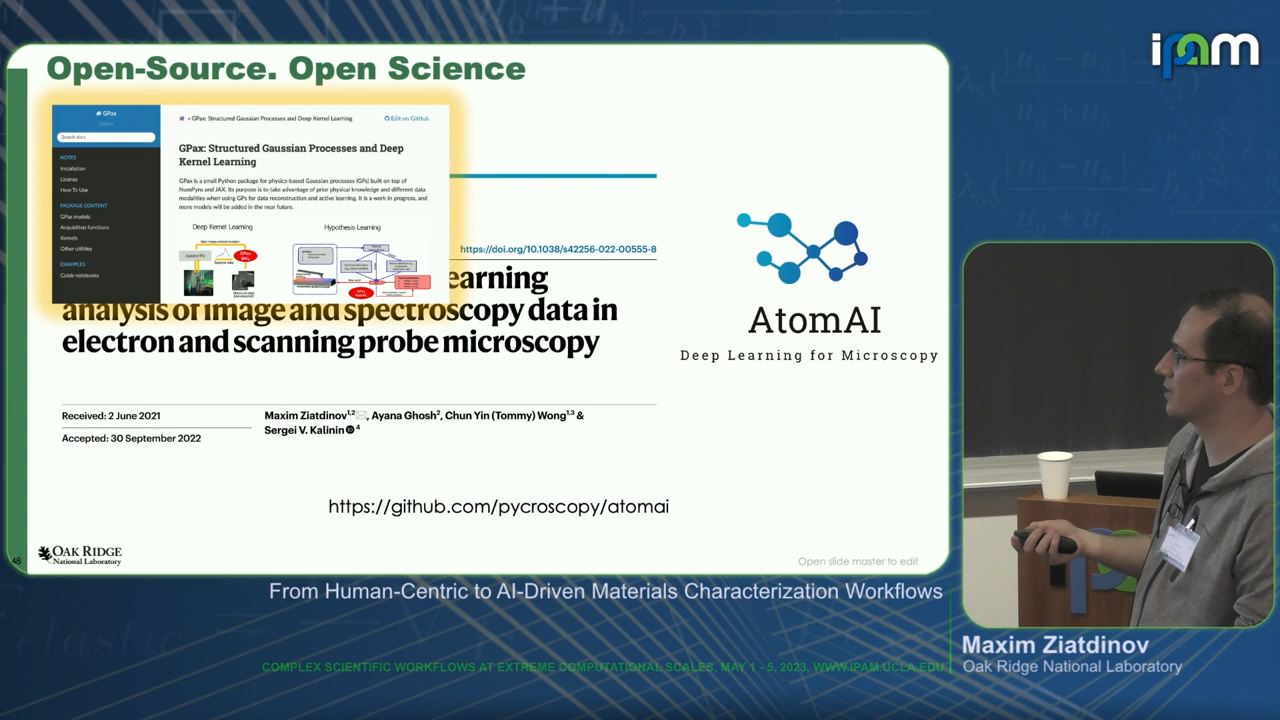 ipam
Open-Source. Open Science
GPax
Search docs
NOTES
Installation
License
How To Use
PACKAGE CONTENT
GPax models
Acquisition functions
Kernels
Other utilities
EXAMPLES
Colab notebooks
» GPax: Structured Gaussian Processes and Deep Kernel Learning
Edit on GitHub
GPax: Structured Gaussian Processes and Deep
Kernel Learning
GPax is a small Python package for physics-based Gaussian processes (GPs) built on top of
NumPyro and JAX. Its purpose is to take advantage of prior physical knowledge and different data
modalities when using GPs for data reconstruction and active learning. It is a work in progress, and
more models will be added in the near future.
Deep Kernel Learning
Hypothesis Learning
https://doi.org/10.1038/s42256-022-00555-8
earning
analysis of image and spectroscopy data in
electron and scanning probe microscopy
Received: 2 June 2021
Accepted: 30 September 2022
Maxim Ziatdinov1,2, Ayana Ghosh2, Chun Yin (Tommy) Wong1,3 &
Sergei V. Kalinin 4
AtomAI
Deep Learning for Microscopy
https://github.com/pycroscopy/atomai
48
OAK RIDGE
National Laboratory
Open slide master to edit
From Human-Centric to AI-Driven Materials Characterization Workflows
Maxim Ziatdinov
Oak Ridge National Laboratory
COMPLEX SCIENTIFIC WORKFLOWS AT EXTREME COMPUTATIONAL SCALES, MAY 1 - 5, 2023, WWW.IPAM.UCLA.EDU